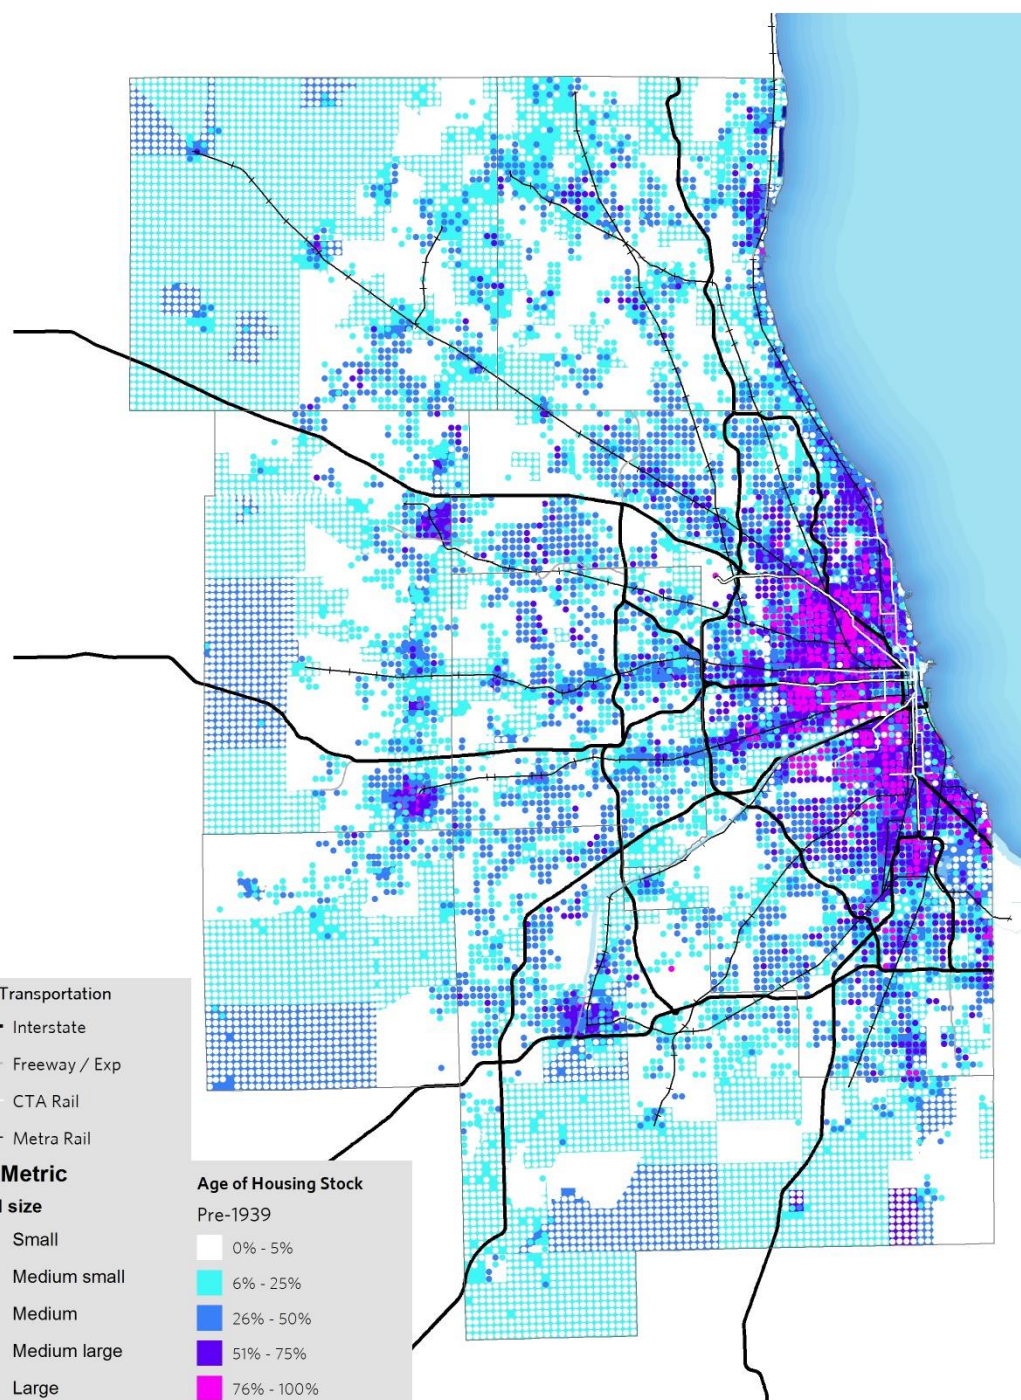 Transportation
Interstate
Freeway / Exp
CTA Rail
Metra Rail
Metric
size
Small
Medium small
Medium
Medium large
Large
Age of Housing Stock
Pre-1939
0% - 5%
6% - 25%
26% - 50%
51% - 75%
76% - 100%